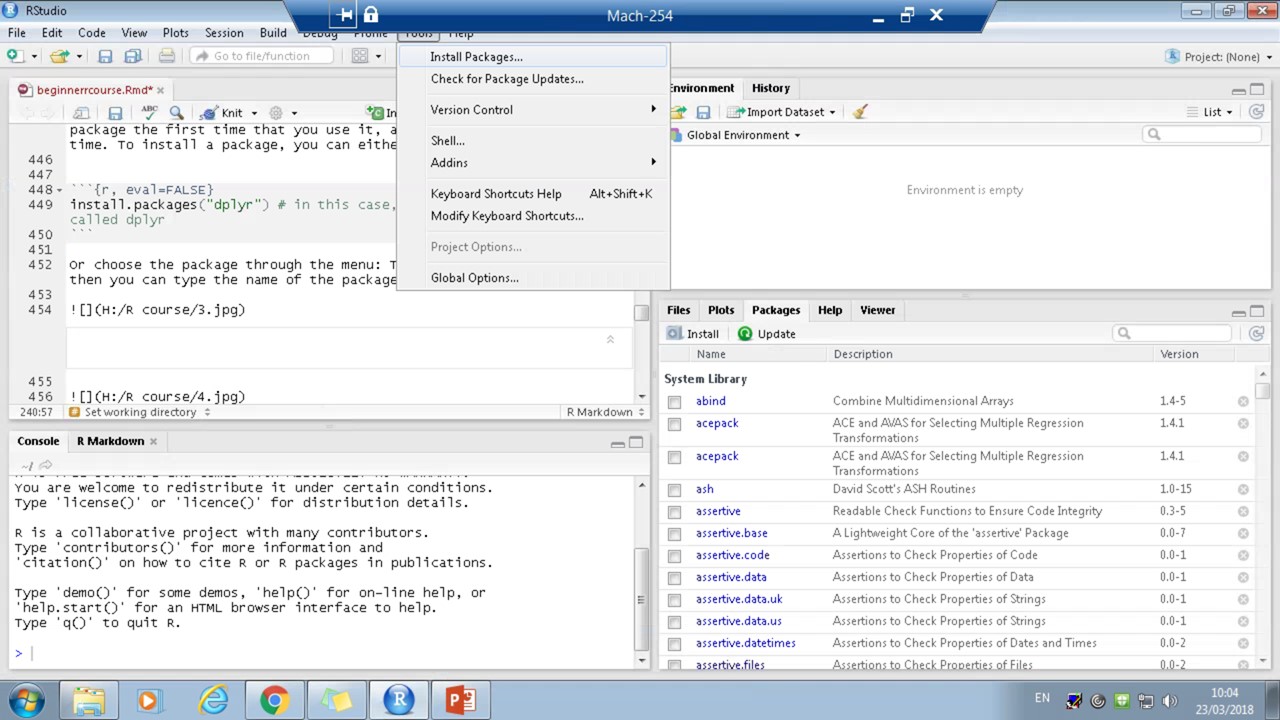 RStudio
Mach-254
File Edit Code View Plots Session Build Debug Profile Tools Help
Go to file/function
Project: (None)
beginnerrcourse.Rmd*
ABC Knit In
package the first time that you use it, a
time. To install a package, you can eithe
446
447
448 ```{r, eval=FALSE}
449 install.packages("dplyr") # in this case,
called dplyr
450 ```
451
452 Or choose the package through the menu: T
then you can type the name of the package
453
454 ![](H:/R course/3.jpg)
455
456 ![](H:/R course/4.jpg)
240:57 Set working directory R Markdown
Install Packages...
Check for Package Updates...
Version Control
Shell...
Addins
Keyboard Shortcuts Help Alt+Shift+K
Modify Keyboard Shortcuts...
Project Options...
Global Options...
Environment History
Import Dataset List
Global Environment
Environment is empty
Console R Markdown
~/
You are welcome to redistribute it under certain conditions.
Type 'license()' or 'licence()' for distribution details.
R is a collaborative project with many contributors.
Type 'contributors()' for more information and
'citation()' on how to cite R or R packages in publications.
Type 'demo()' for some demos, 'help()' for on-line help, or
'help.start()' for an HTML browser interface to help.
Type 'q()' to quit R.
>
Files Plots Packages Help Viewer
Install Update
Name Description Version
System Library
abind Combine Multidimensional Arrays 1.4-5
acepack ACE and AVAS for Selecting Multiple Regression 1.4.1
Transformations
acepack ACE and AVAS for Selecting Multiple Regression 1.4.1
Transformations
ash David Scott's ASH Routines 1.0-15
assertive Readable Check Functions to Ensure Code Integrity 0.3-5
assertive.base A Lightweight Core of the 'assertive' Package 0.0-7
assertive.code Assertions to Check Properties of Code 0.0-1
assertive.data Assertions to Check Properties of Data 0.0-1
assertive.data.uk Assertions to Check Properties of Strings 0.0-1
assertive.data.us Assertions to Check Properties of Strings 0.0-1
assertive.datetimes Assertions to Check Properties of Dates and Times 0.0-2
assertive.files Assertions to Check Properties of Files 0.0-2
EN
10:04
23/03/2018